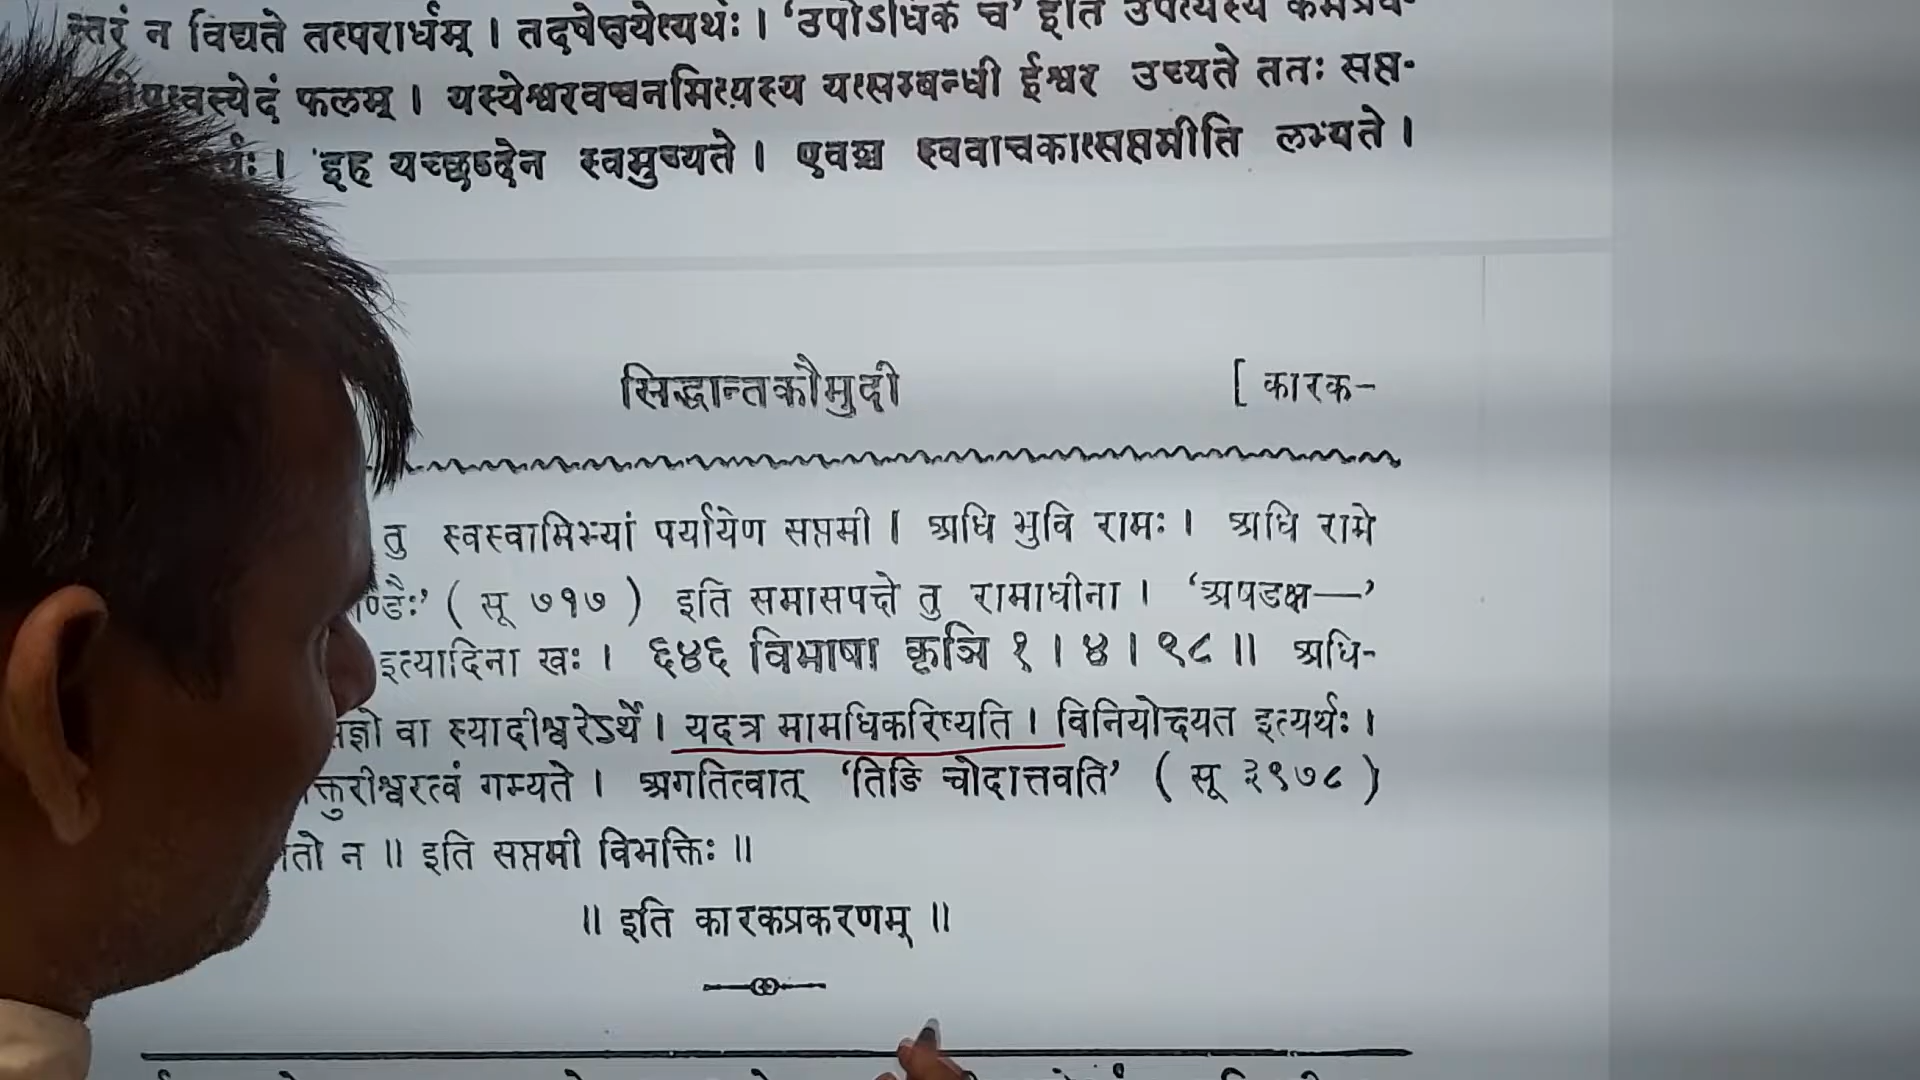 न विद्यते तत्परार्धम् । तदपेक्षयेत्यर्थः । ‘उपोऽधिके च’ इति उपेत्यस्य कर्मप्रव-
फलम् । यस्येश्वरवचनमित्यस्य यत्सम्बन्धी ईश्वर उच्यते ततः सप्त-
इह यच्छब्देन स्वमुच्यते । एवञ्च स्ववाचकात्सप्तमीति लभ्यते ।
सिद्धान्तकौमुदी [ कारक-
तु स्वस्वामिभ्यां पर्यायेण सप्तमी । अधि भुवि रामः । अधि रामे
( सू ७१७ ) इति समासपक्षे तु रामाधीना । ‘अषडक्ष—’
इत्यादिना खः । ६४६ विभाषा कृञि १ । ४ । ९८ ॥ अधि-
वा स्यादीश्वरेऽर्थे । यदत्र मामधिकरिष्यति । विनियोक्ष्यत इत्यर्थः ।
गम्यते । अगतित्वात् ‘तिङि चोदात्तवति’ ( सू ३९७८ )
न ॥ इति सप्तमी विभक्तिः ॥
॥ इति कारकप्रकरणम् ॥